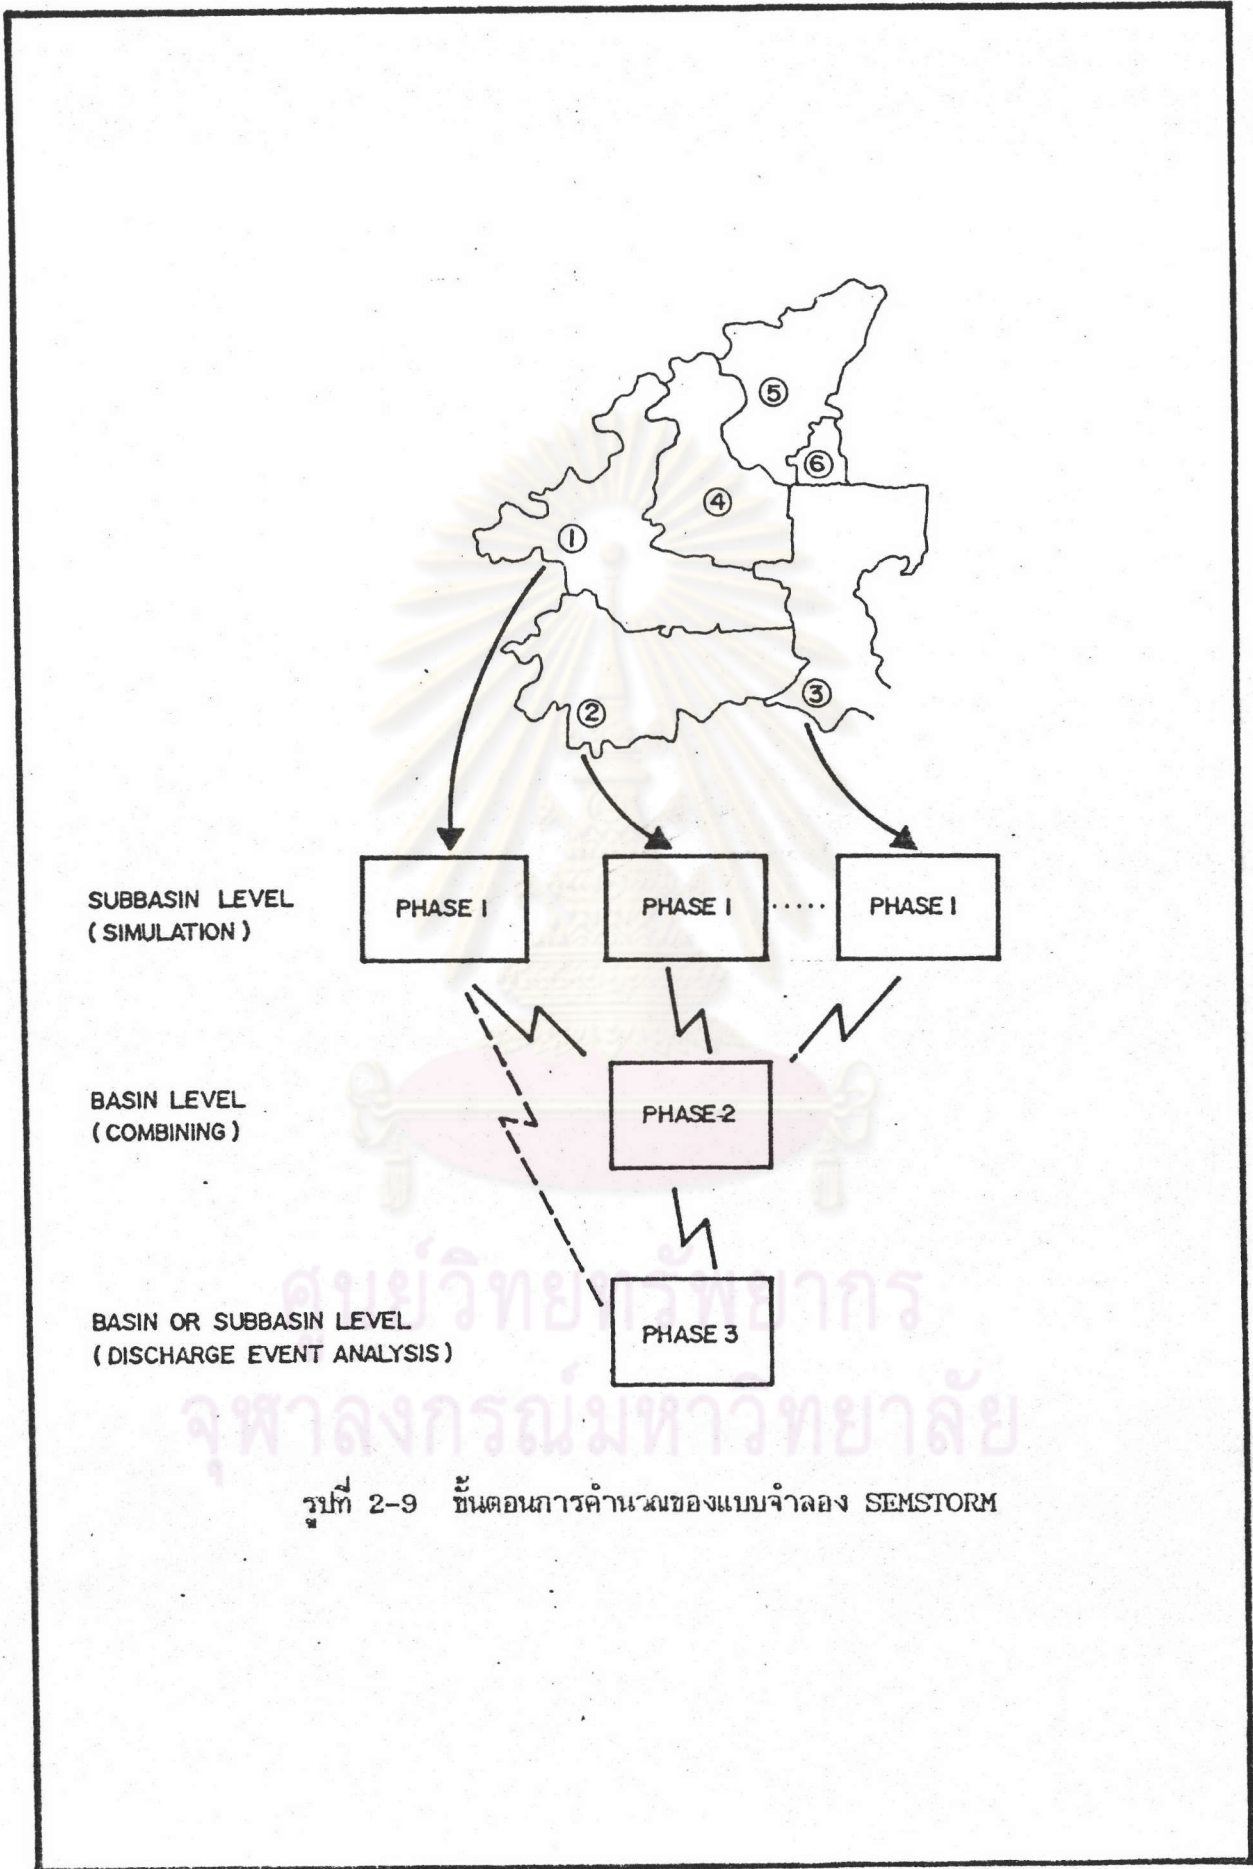 ⑤
⑥
④
①
③
②
SUBBASIN LEVEL
( SIMULATION )
PHASE 1
PHASE 1 ..... PHASE 1
BASIN LEVEL
( COMBINING )
PHASE-2
BASIN OR SUBBASIN LEVEL
( DISCHARGE EVENT ANALYSIS )
PHASE 3
ศูนย์วิทยทรัพยากร
จุฬาลงกรณ์มหาวิทยาลัย
รูปที่ 2-9 ขั้นตอนการคำนวณของแบบจำลอง SEMSTORM